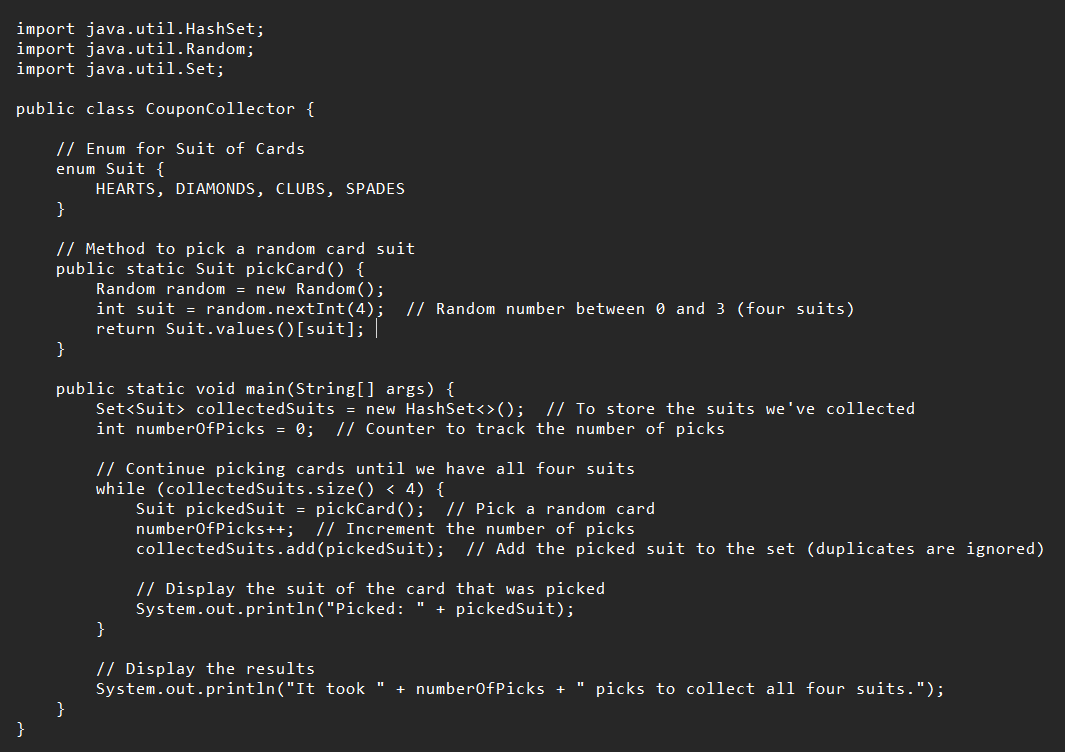 import java.util.HashSet;
import java.util.Random;
import java.util.Set;

public class CouponCollector {

    // Enum for Suit of Cards
    enum Suit {
        HEARTS, DIAMONDS, CLUBS, SPADES
    }

    // Method to pick a random card suit
    public static Suit pickCard() {
        Random random = new Random();
        int suit = random.nextInt(4);  // Random number between 0 and 3 (four suits)
        return Suit.values()[suit];
    }

    public static void main(String[] args) {
        Set<Suit> collectedSuits = new HashSet<>();  // To store the suits we've collected
        int numberOfPicks = 0;  // Counter to track the number of picks

        // Continue picking cards until we have all four suits
        while (collectedSuits.size() < 4) {
            Suit pickedSuit = pickCard();  // Pick a random card
            numberOfPicks++;  // Increment the number of picks
            collectedSuits.add(pickedSuit);  // Add the picked suit to the set (duplicates are ignored)

            // Display the suit of the card that was picked
            System.out.println("Picked: " + pickedSuit);
        }

        // Display the results
        System.out.println("It took " + numberOfPicks + " picks to collect all four suits.");
    }
}